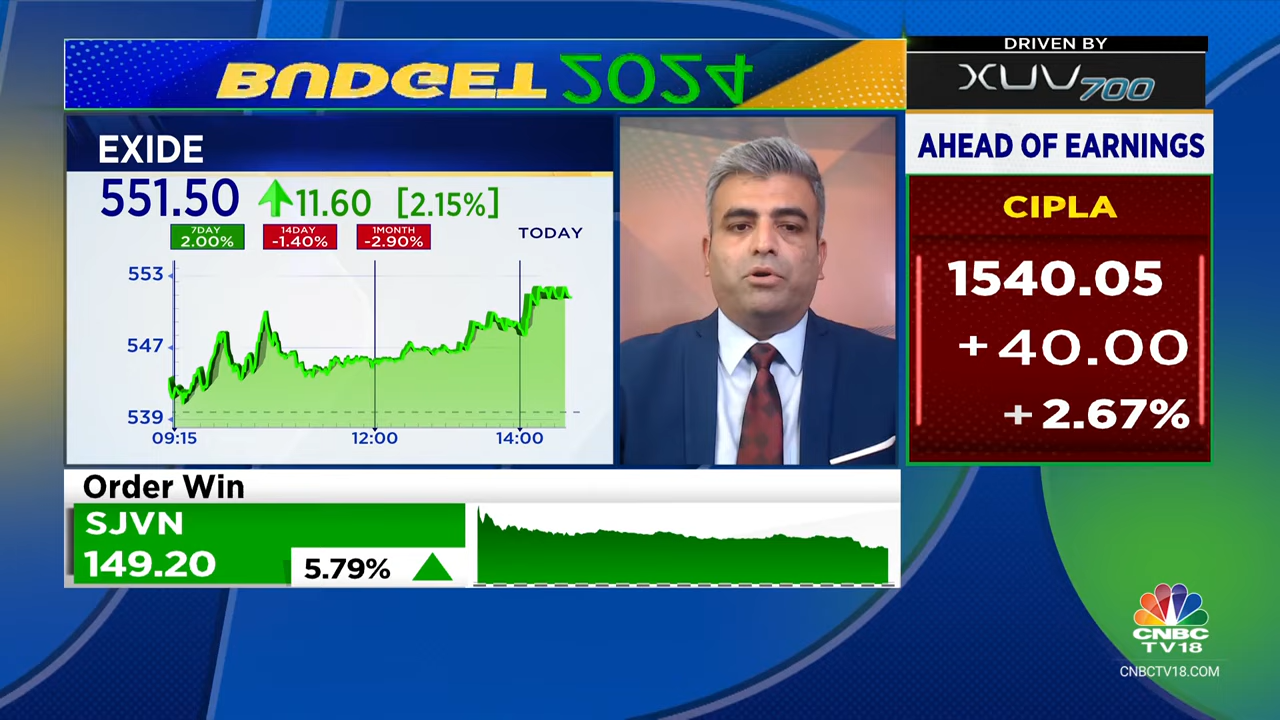 BUDGET 2024
DRIVEN BY
XUV700
EXIDE
551.50 11.60 [2.15%]
7DAY
2.00%
14DAY
-1.40%
1MONTH
-2.90%
TODAY
553
547
539
09:15 12:00 14:00
AHEAD OF EARNINGS
CIPLA
1540.05
+40.00
+2.67%
Order Win
SJVN
149.20 5.79%
CNBC
TV18
CNBCTV18.COM